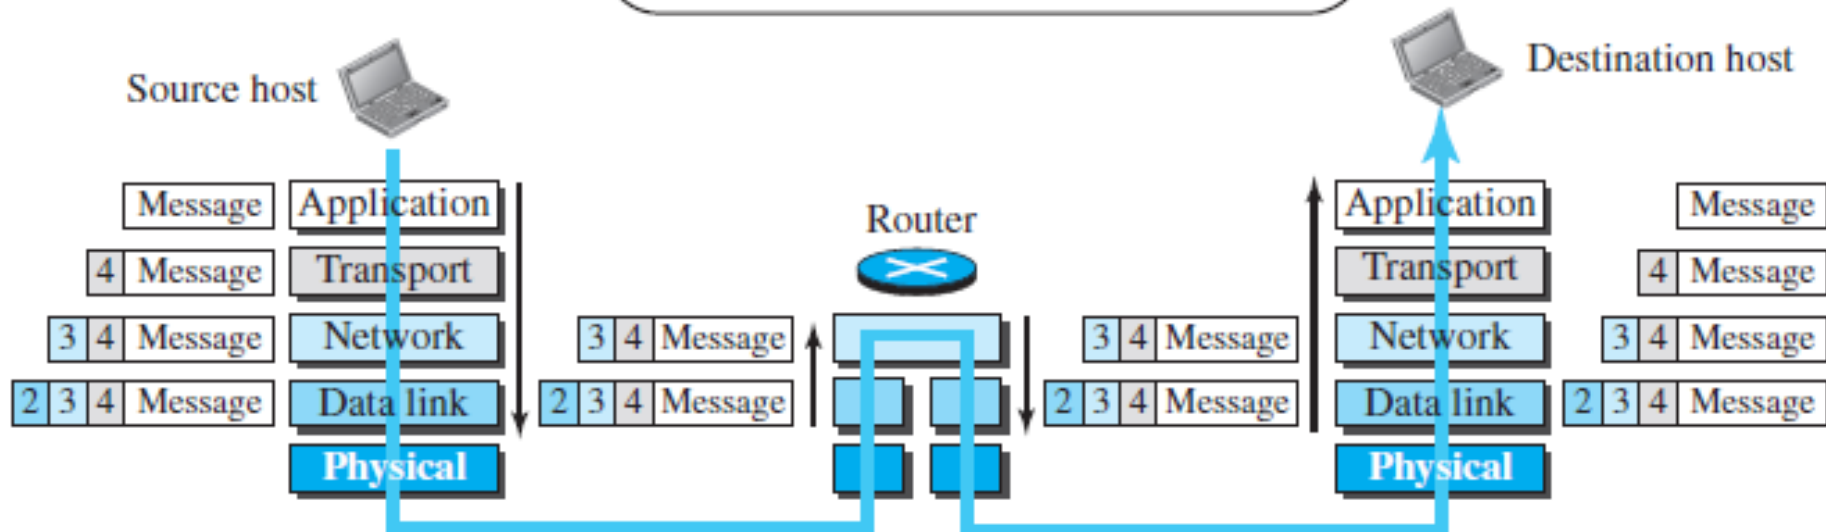 Destination host
Source host
Message Application Application Message
Router
4 Message Transport Transport 4 Message
3 4 Message Network 3 4 Message 3 4 Message Network 3 4 Message
2 3 4 Message Data link 2 3 4 Message 2 3 4 Message Data link 2 3 4 Message
Physical Physical